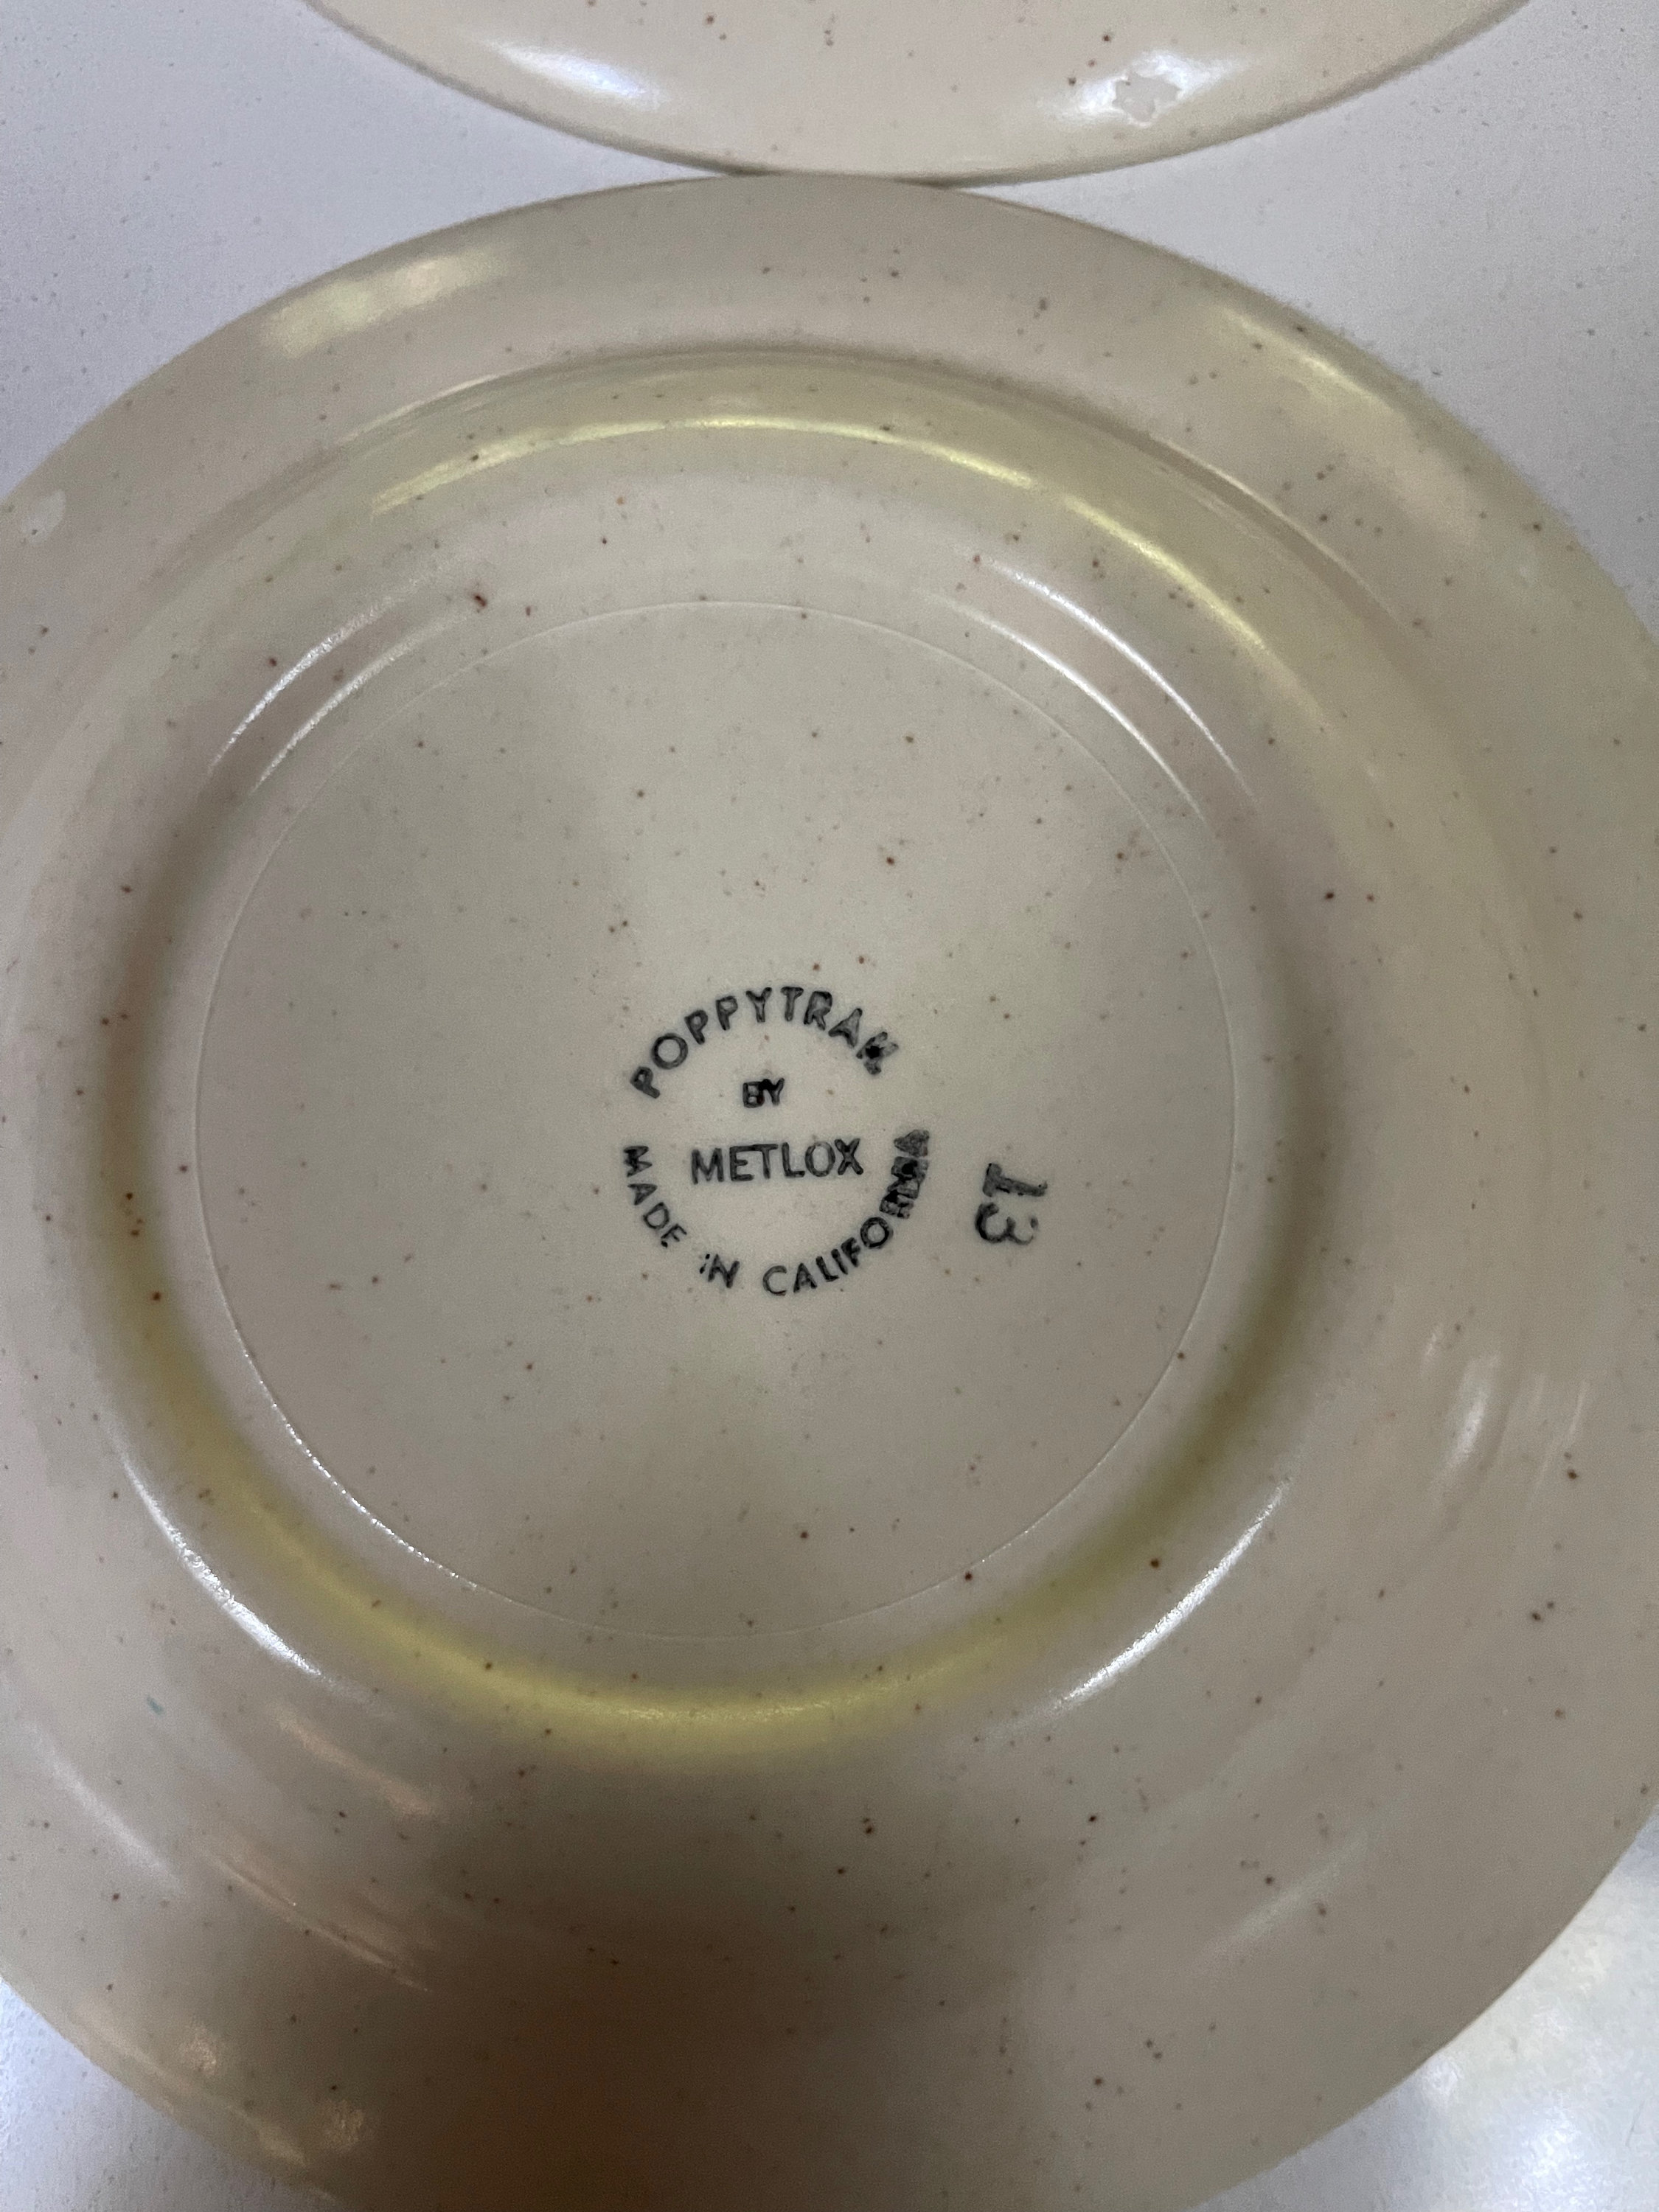 POPPYTRAIL
BY
METLOX
MADE IN CALIFORNIA
13